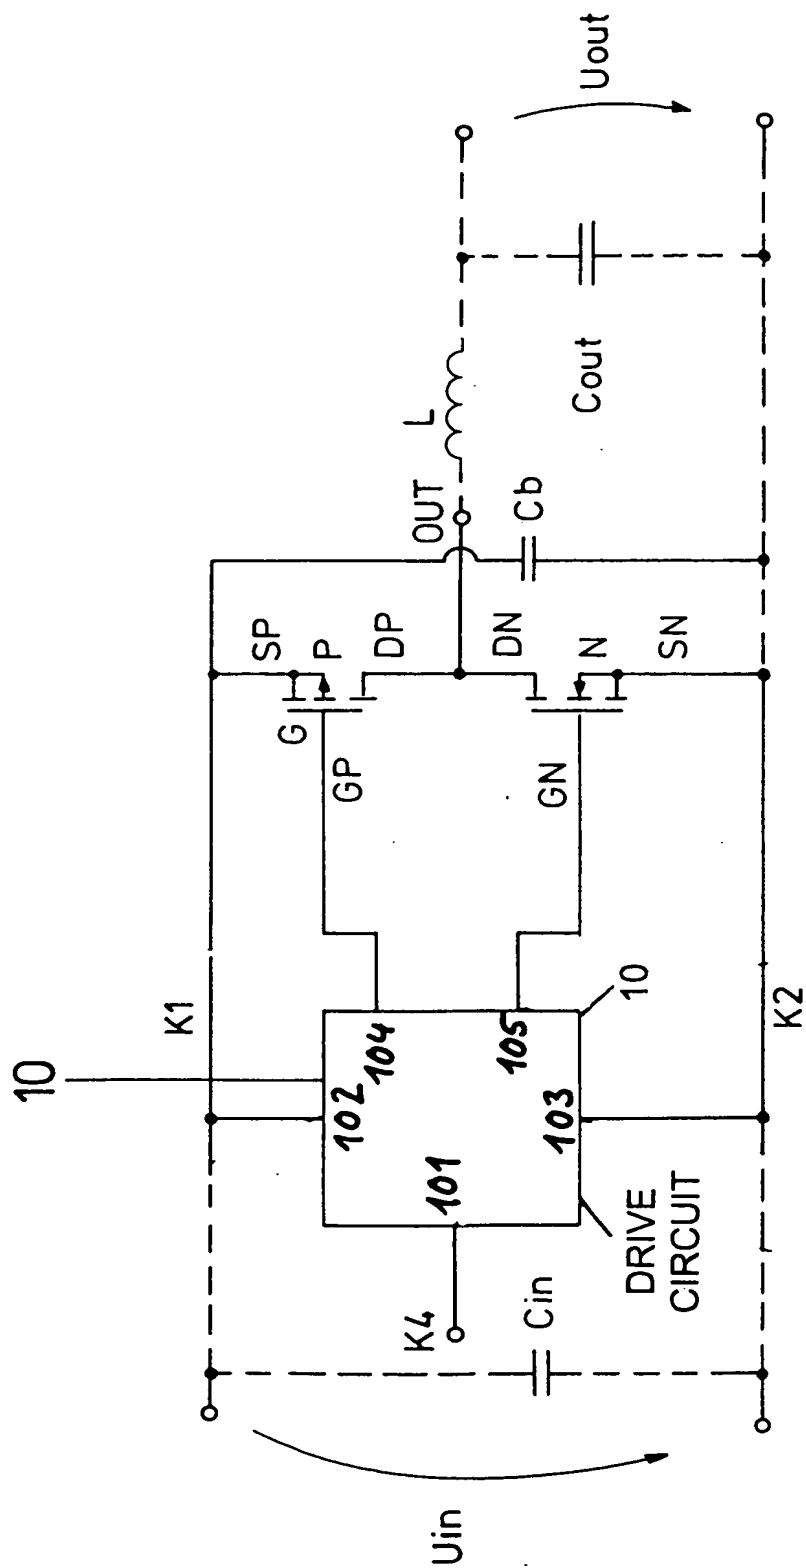 10
K1
SP
P
G
GP
DP
OUT
L
Uout
Cb
Cout
DN
N
GN
SN
102
104
101
105
103
10
K4
Cin
DRIVE
CIRCUIT
K2
Uin